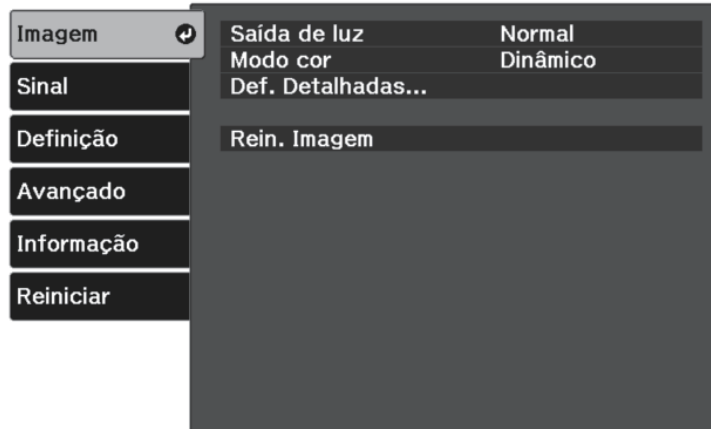 Imagem
Sinal
Definição
Avançado
Informação
Reiniciar
Saída de luz Normal
Modo cor Dinâmico
Def. Detalhadas...
Rein. Imagem